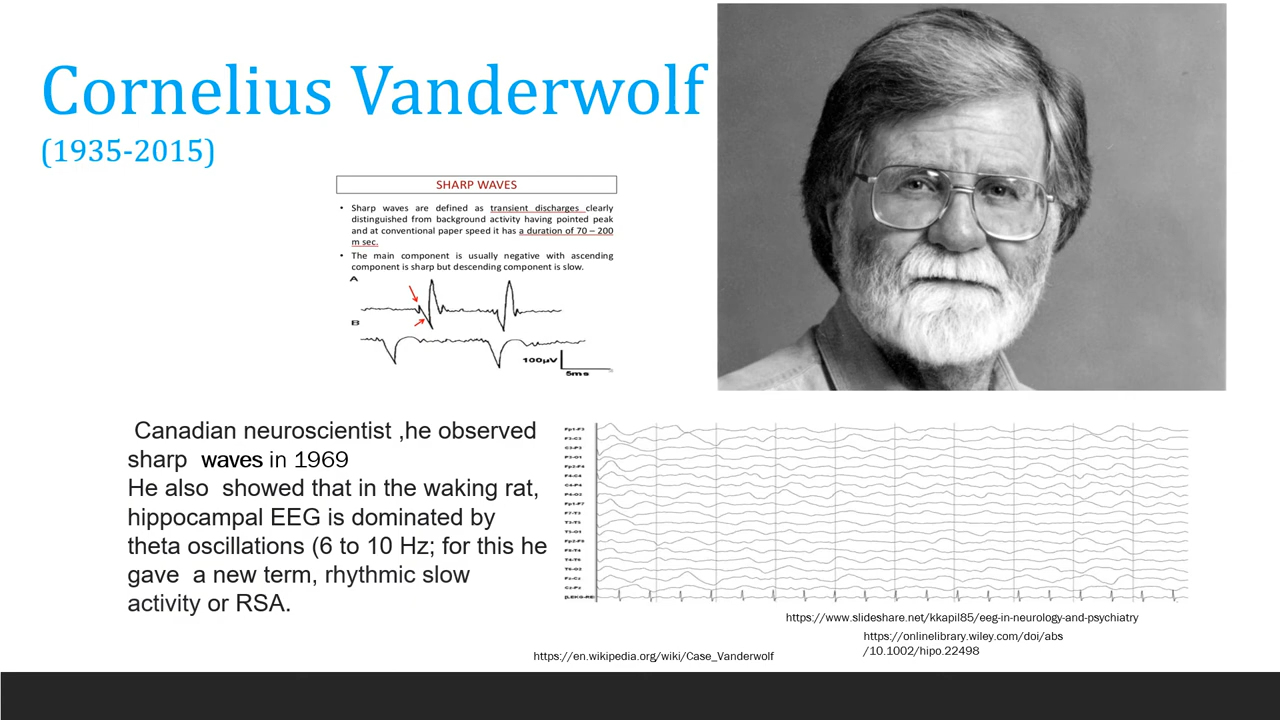 Cornelius Vanderwolf
(1935-2015)
SHARP WAVES
• Sharp waves are defined as transient discharges clearly
distinguished from background activity having pointed peak
and at conventional paper speed it has a duration of 70 – 200
m sec.
• The main component is usually negative with ascending
component is sharp but descending component is slow.
A
B
100µV
5ms
Canadian neuroscientist ,he observed
sharp waves in 1969
He also showed that in the waking rat,
hippocampal EEG is dominated by
theta oscillations (6 to 10 Hz; for this he
gave a new term, rhythmic slow
activity or RSA.
https://www.slideshare.net/kkapil85/eeg-in-neurology-and-psychiatry
https://onlinelibrary.wiley.com/doi/abs
/10.1002/hipo.22498
https://en.wikipedia.org/wiki/Case_Vanderwolf